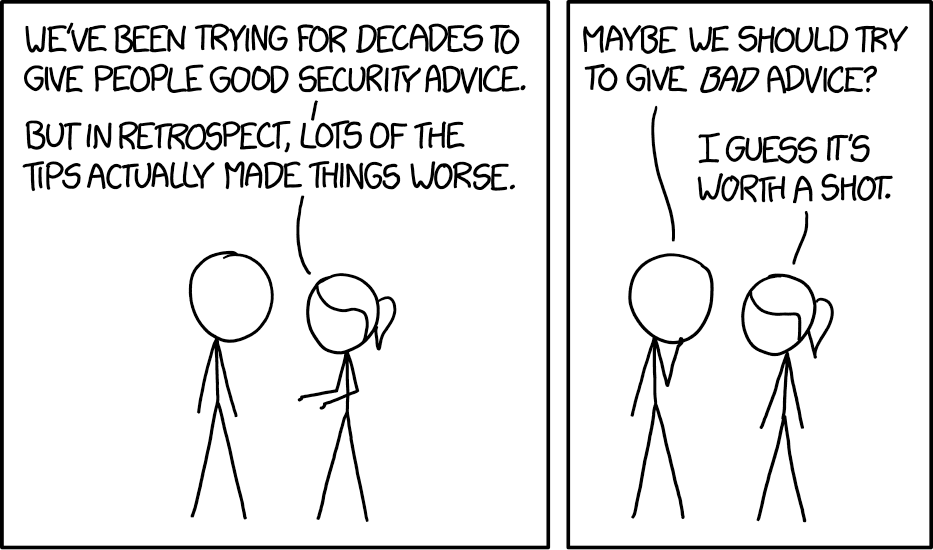 WE'VE BEEN TRYING FOR DECADES TO
GIVE PEOPLE GOOD SECURITY ADVICE.
BUT IN RETROSPECT, LOTS OF THE
TIPS ACTUALLY MADE THINGS WORSE.
MAYBE WE SHOULD TRY
TO GIVE BAD ADVICE?
I GUESS IT'S
WORTH A SHOT.